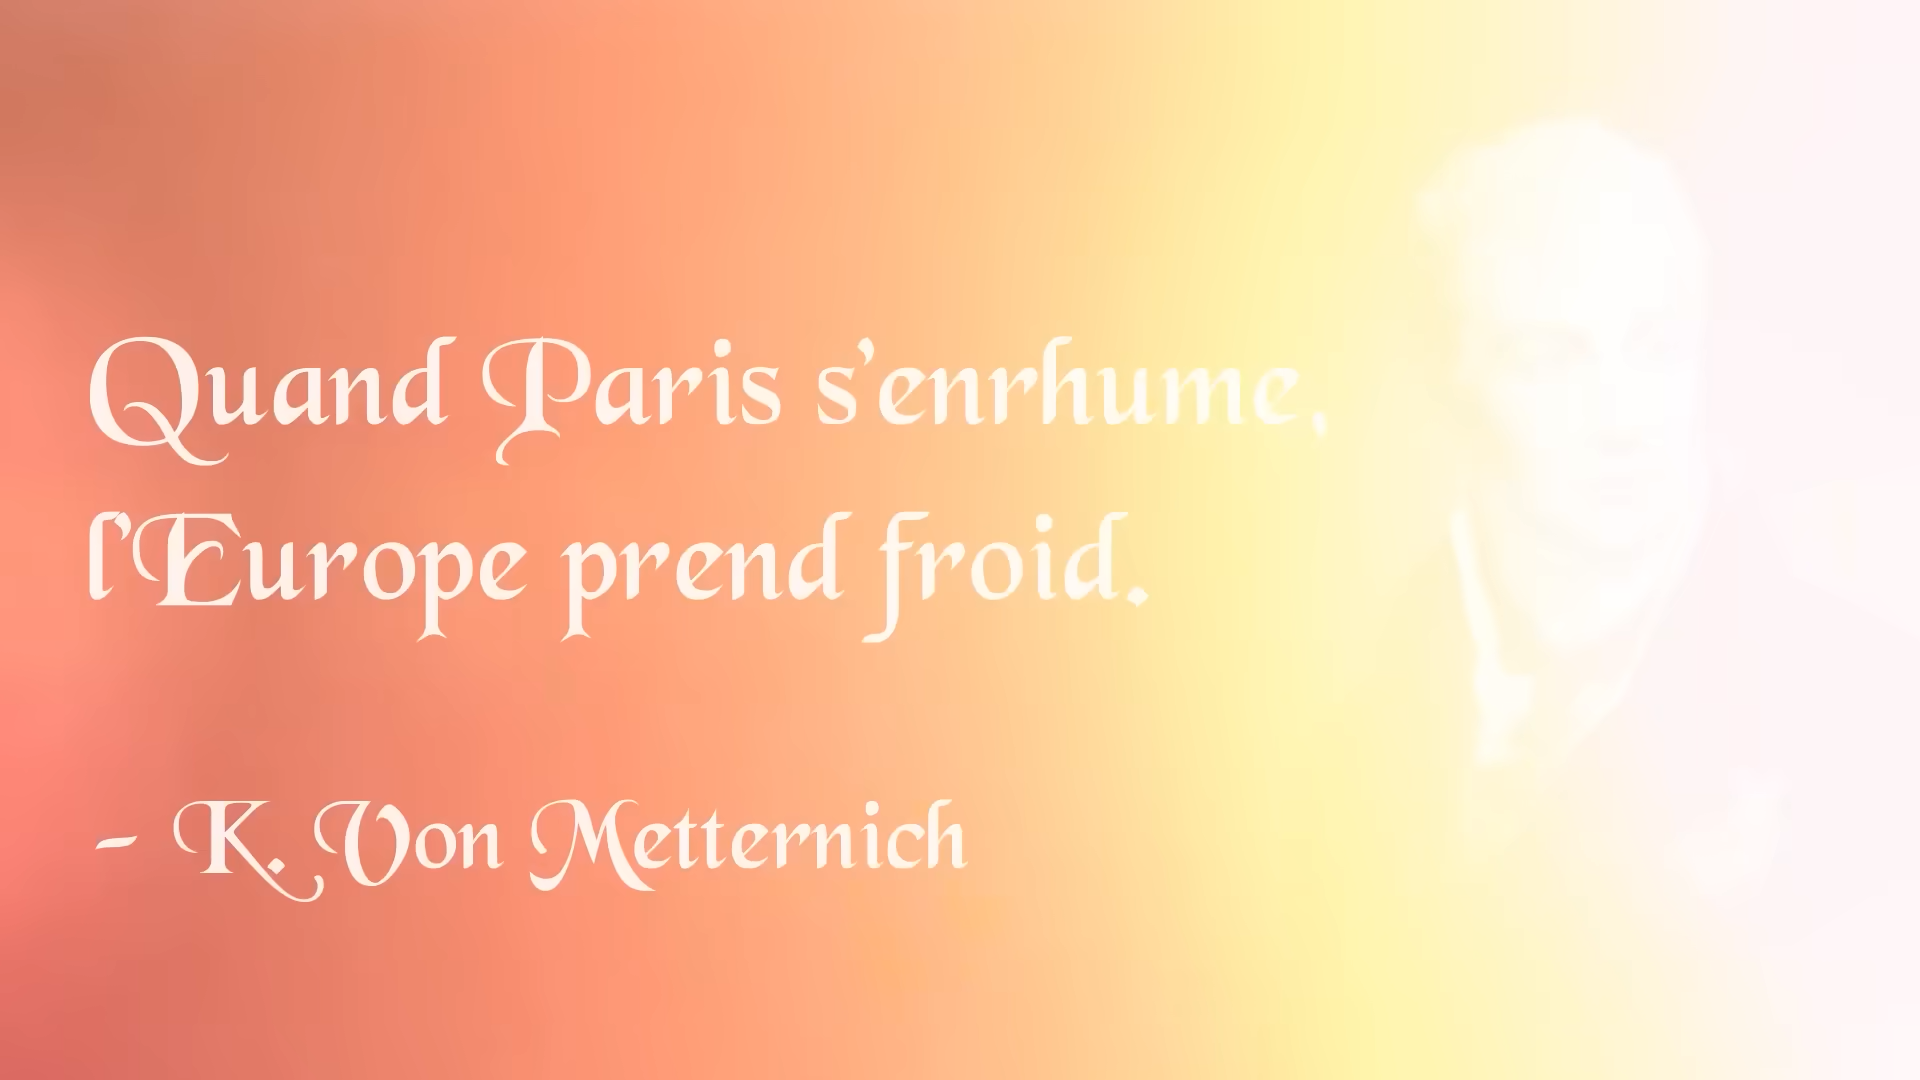 Quand Paris s'enrhume,
l'Europe prend froid.
- K. Von Metternich